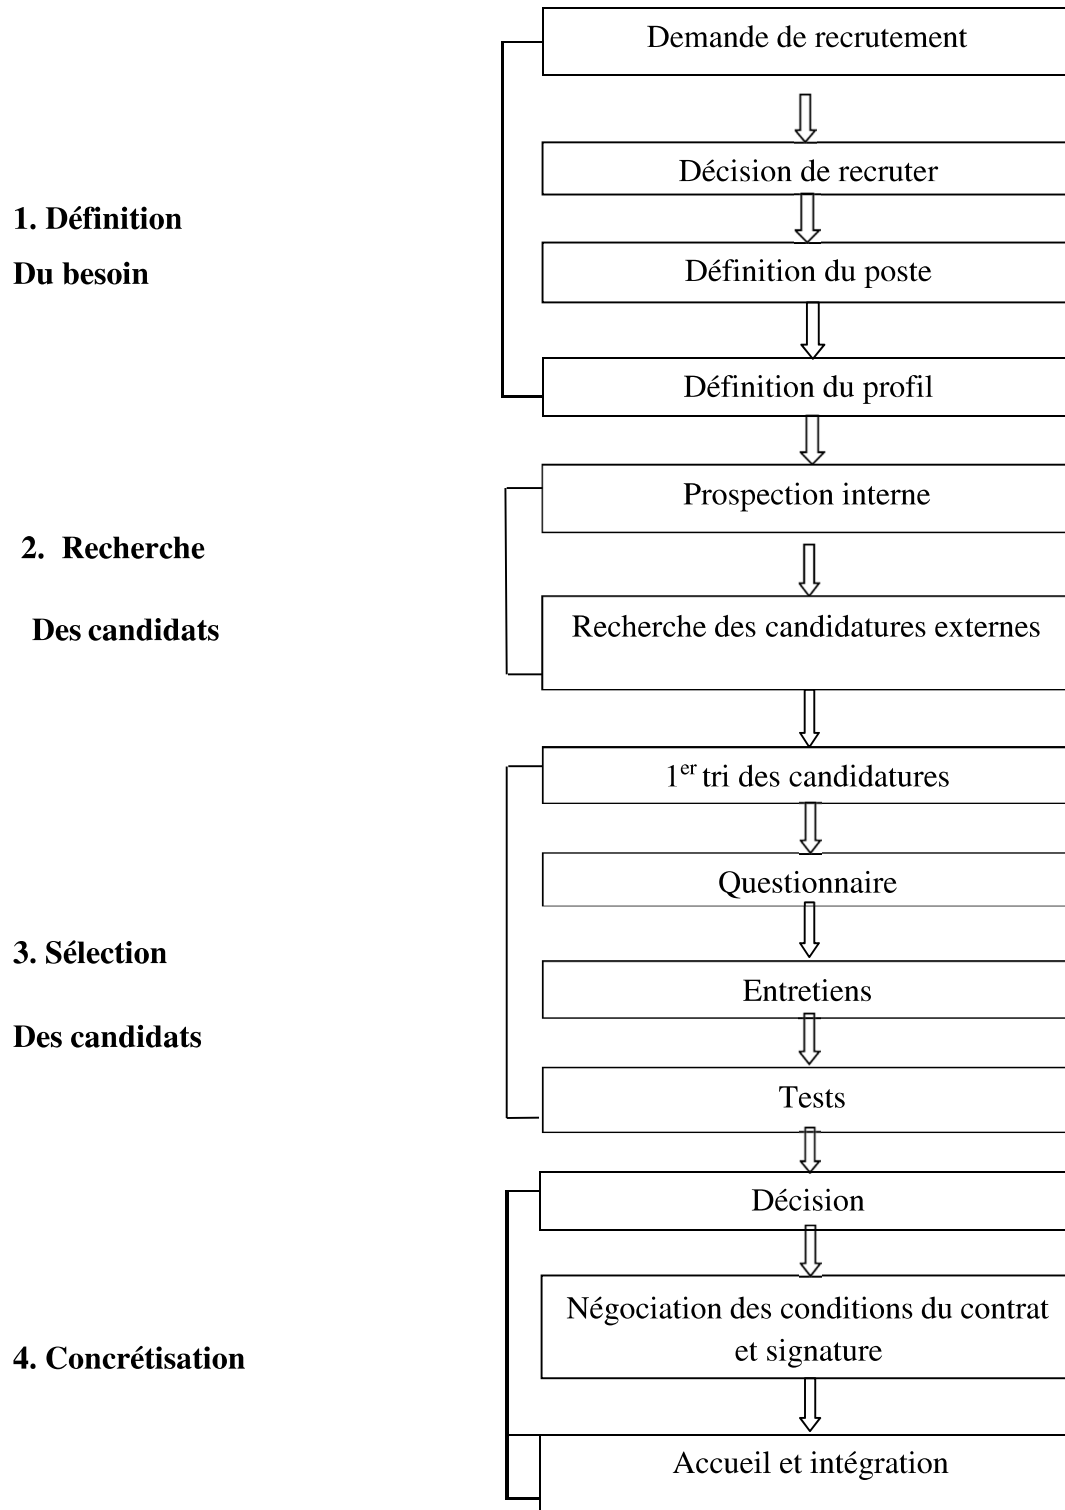 Demande de recrutement
Décision de recruter
1. Définition
Du besoin
Définition du poste
Définition du profil
Prospection interne
2. Recherche
Des candidats
Recherche des candidatures externes
1er tri des candidatures
Questionnaire
3. Sélection
Des candidats
Entretiens
Tests
Décision
Négociation des conditions du contrat
et signature
4. Concrétisation
Accueil et intégration